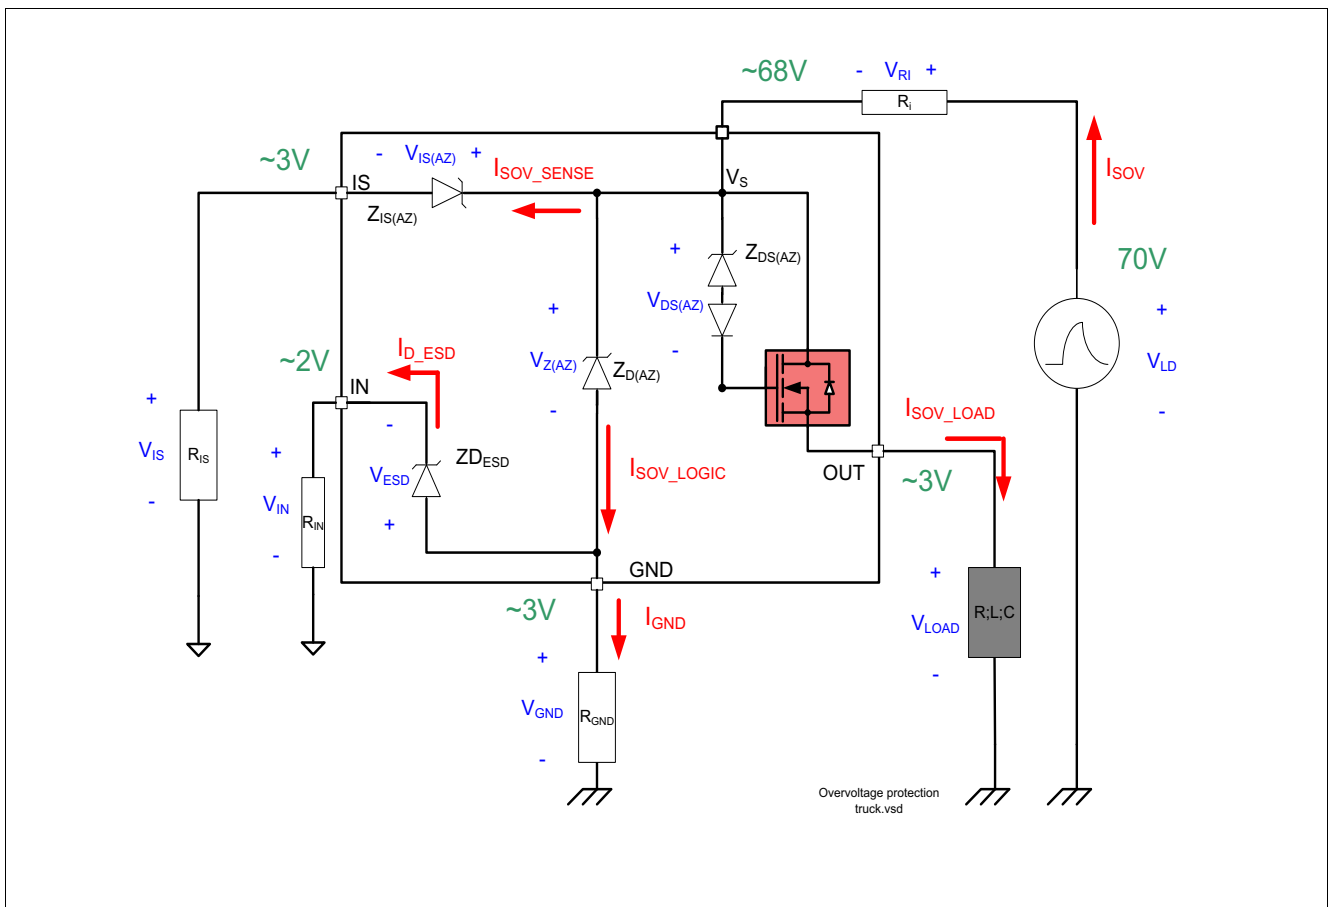 ~68V
- V_RI +
R_i
~3V
- V_IS(AZ) +
I_SOV_SENSE
I_SOV
IS
V_S
Z_IS(AZ)
+
Z_DS(AZ)
70V
V_DS(AZ)
-
+
V_Z(AZ)
-
Z_D(AZ)
+
V_LD
-
~2V
I_D_ESD
IN
-
V_ESD
+
ZD_ESD
I_SOV_LOAD
+
V_IS
-
R_IS
+
V_IN
-
R_IN
I_SOV_LOGIC
OUT
~3V
GND
~3V
I_GND
+
V_LOAD
-
R;L;C
+
V_GND
-
R_GND
Overvoltage protection
truck.vsd